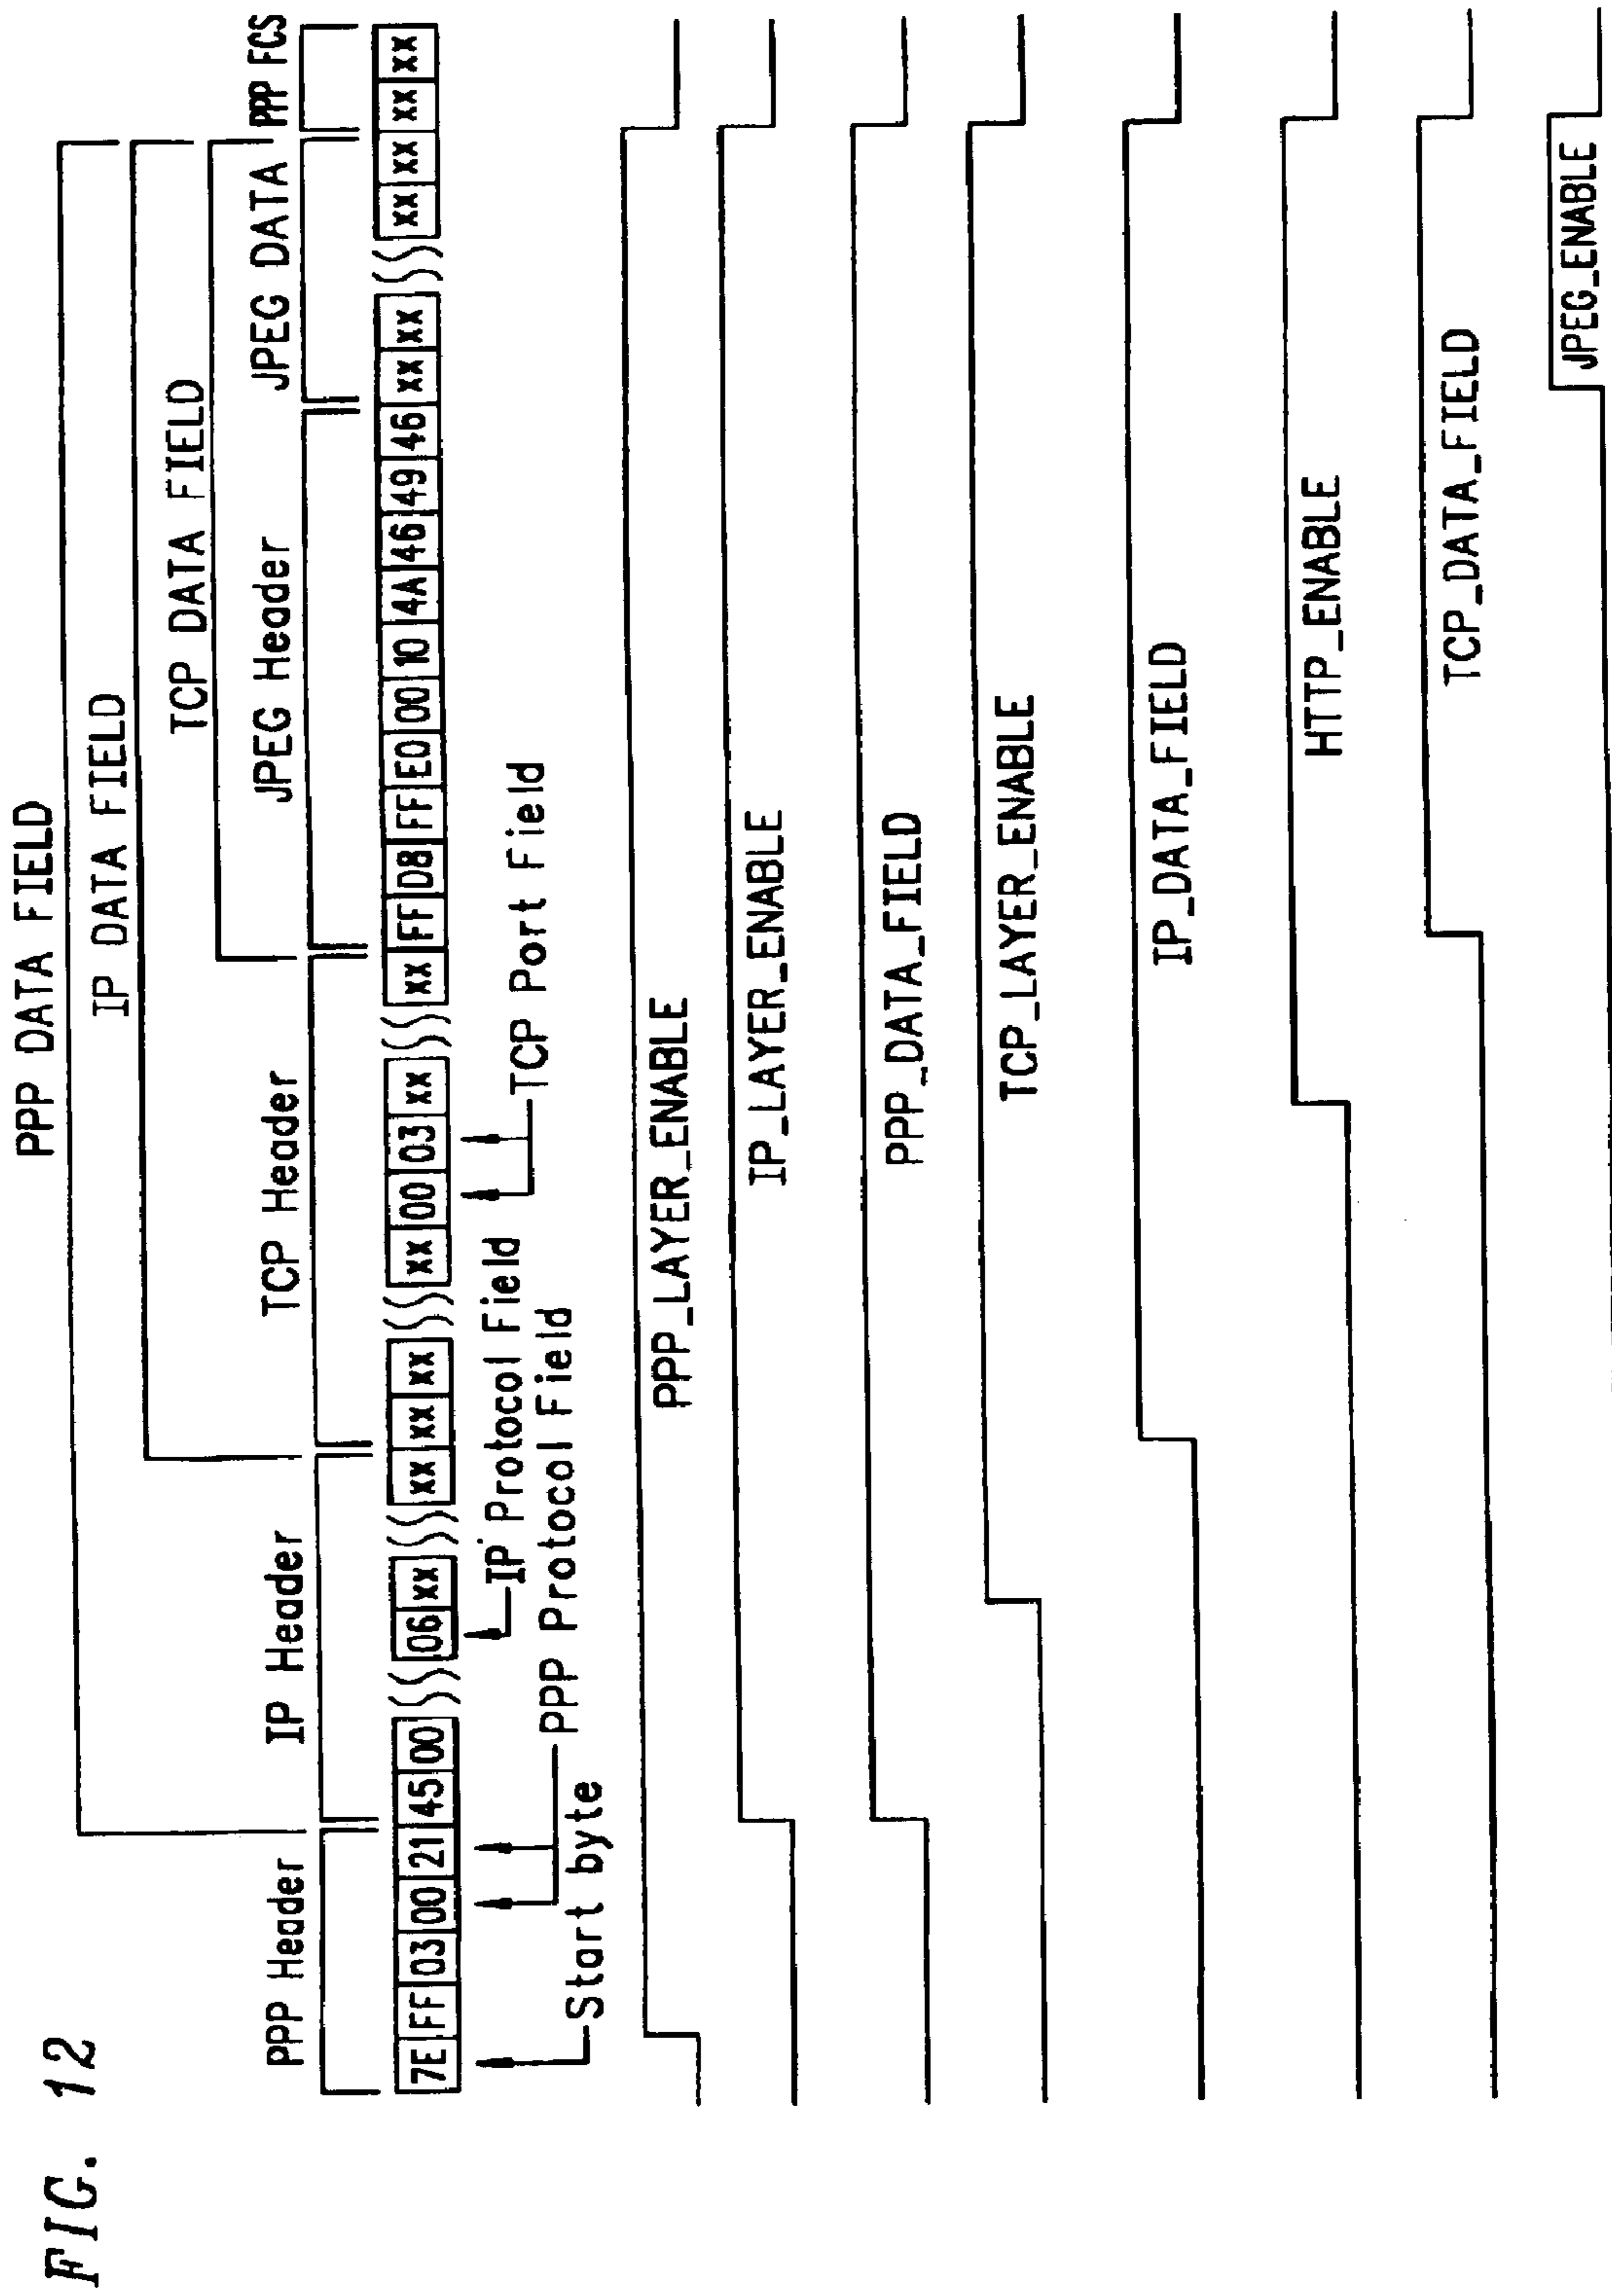 FIG. 12
PPP DATA FIELD
IP DATA FIELD
TCP DATA FIELD
PPP Header IP Header TCP Header JPEG Header JPEG DATA PPP FCS
7E FF 03 00 21 45 00 06 xx xx xx xx xx 00 03 xx xx FF D8 FF E0 00 10 4A 46 49 46 xx xx xx xx xx xx
IP Protocol Field TCP Port Field
PPP Protocol Field
Start byte
PPP_LAYER_ENABLE
IP_LAYER_ENABLE
PPP_DATA_FIELD
TCP_LAYER_ENABLE
IP_DATA_FIELD
HTTP_ENABLE
TCP_DATA_FIELD
JPEG_ENABLE